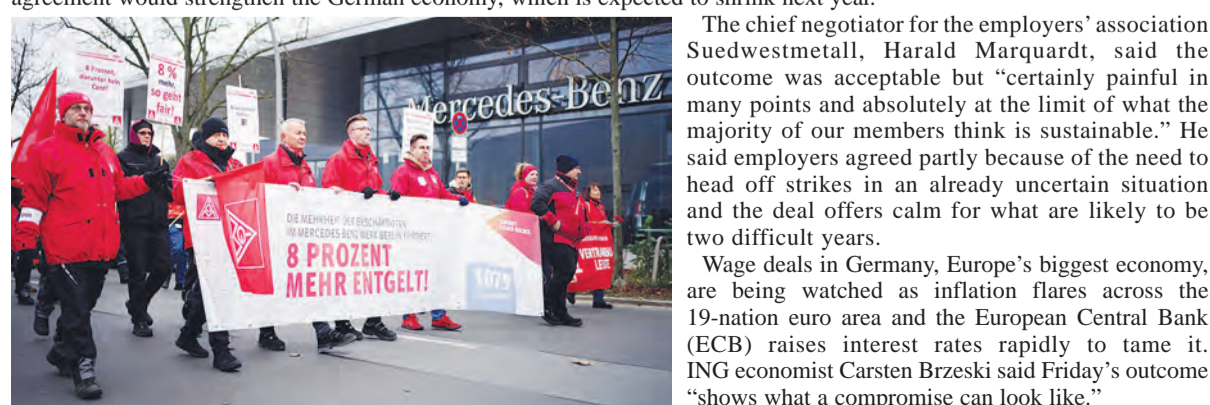 agreement would strengthen the German economy, which is expected to shrink next year.
8 Prozent,
darunter kein
Cent!
8 %
mehr,
so geht
fair!
Mercedes-Benz
DIE MEHRHEIT DER BESCHÄFTIGTEN
IM MERCEDES BENZ WERK BERLIN FORDERT:
8 PROZENT
MEHR ENTGELT!
1079
The chief negotiator for the employers’ association
Suedwestmetall, Harald Marquardt, said the
outcome was acceptable but “certainly painful in
many points and absolutely at the limit of what the
majority of our members think is sustainable.” He
said employers agreed partly because of the need to
head off strikes in an already uncertain situation
and the deal offers calm for what are likely to be
two difficult years.
Wage deals in Germany, Europe’s biggest economy,
are being watched as inflation flares across the
19-nation euro area and the European Central Bank
(ECB) raises interest rates rapidly to tame it.
ING economist Carsten Brzeski said Friday’s outcome
“shows what a compromise can look like.”